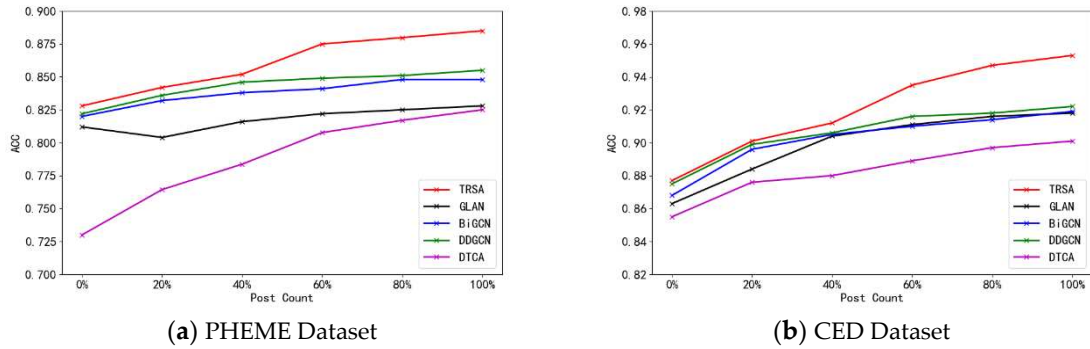 0.900
0.875
0.850
0.825
0.800
0.775
0.750
0.725
0.700
ACC
0% 20% 40% 60% 80% 100%
Post Count
TRSA
GLAN
BiGCN
DDGCN
DTCA
(a) PHEME Dataset
0.98
0.96
0.94
0.92
0.90
0.88
0.86
0.84
0.82
ACC
0% 20% 40% 60% 80% 100%
Post Count
TRSA
GLAN
BiGCN
DDGCN
DTCA
(b) CED Dataset